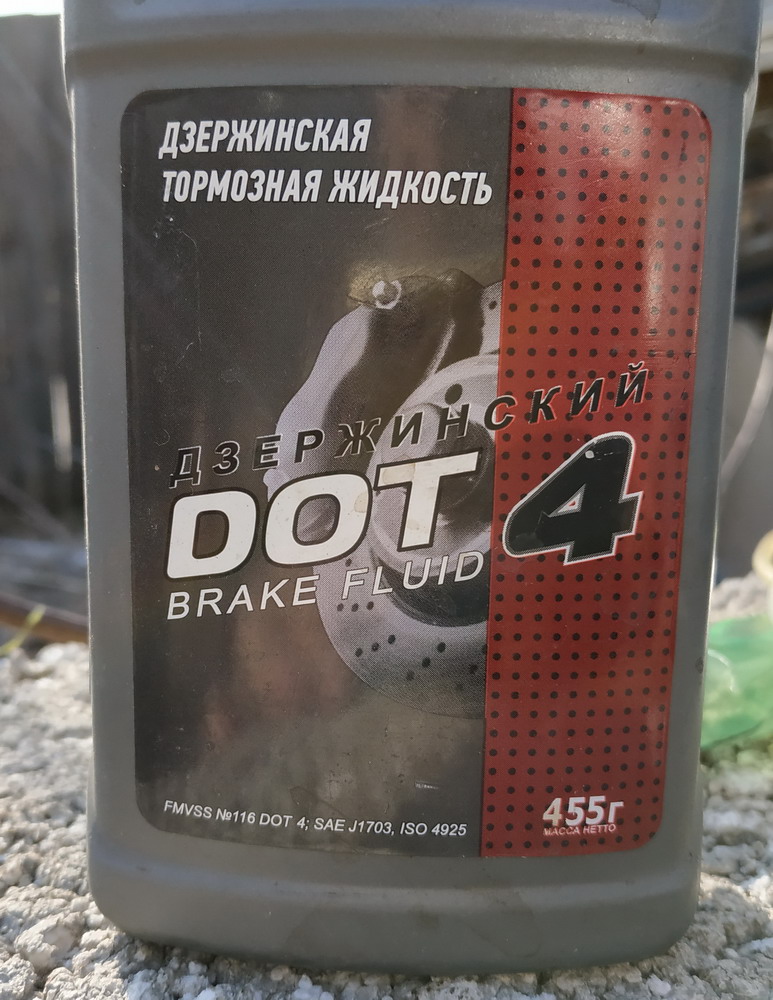 ДЗЕРЖИНСКАЯ
ТОРМОЗНАЯ ЖИДКОСТЬ
ДЗЕРЖИНСКИЙ
DOT 4
BRAKE FLUID
FMVSS №116 DOT 4; SAE J1703, ISO 4925
455г
МАССА НЕТТО